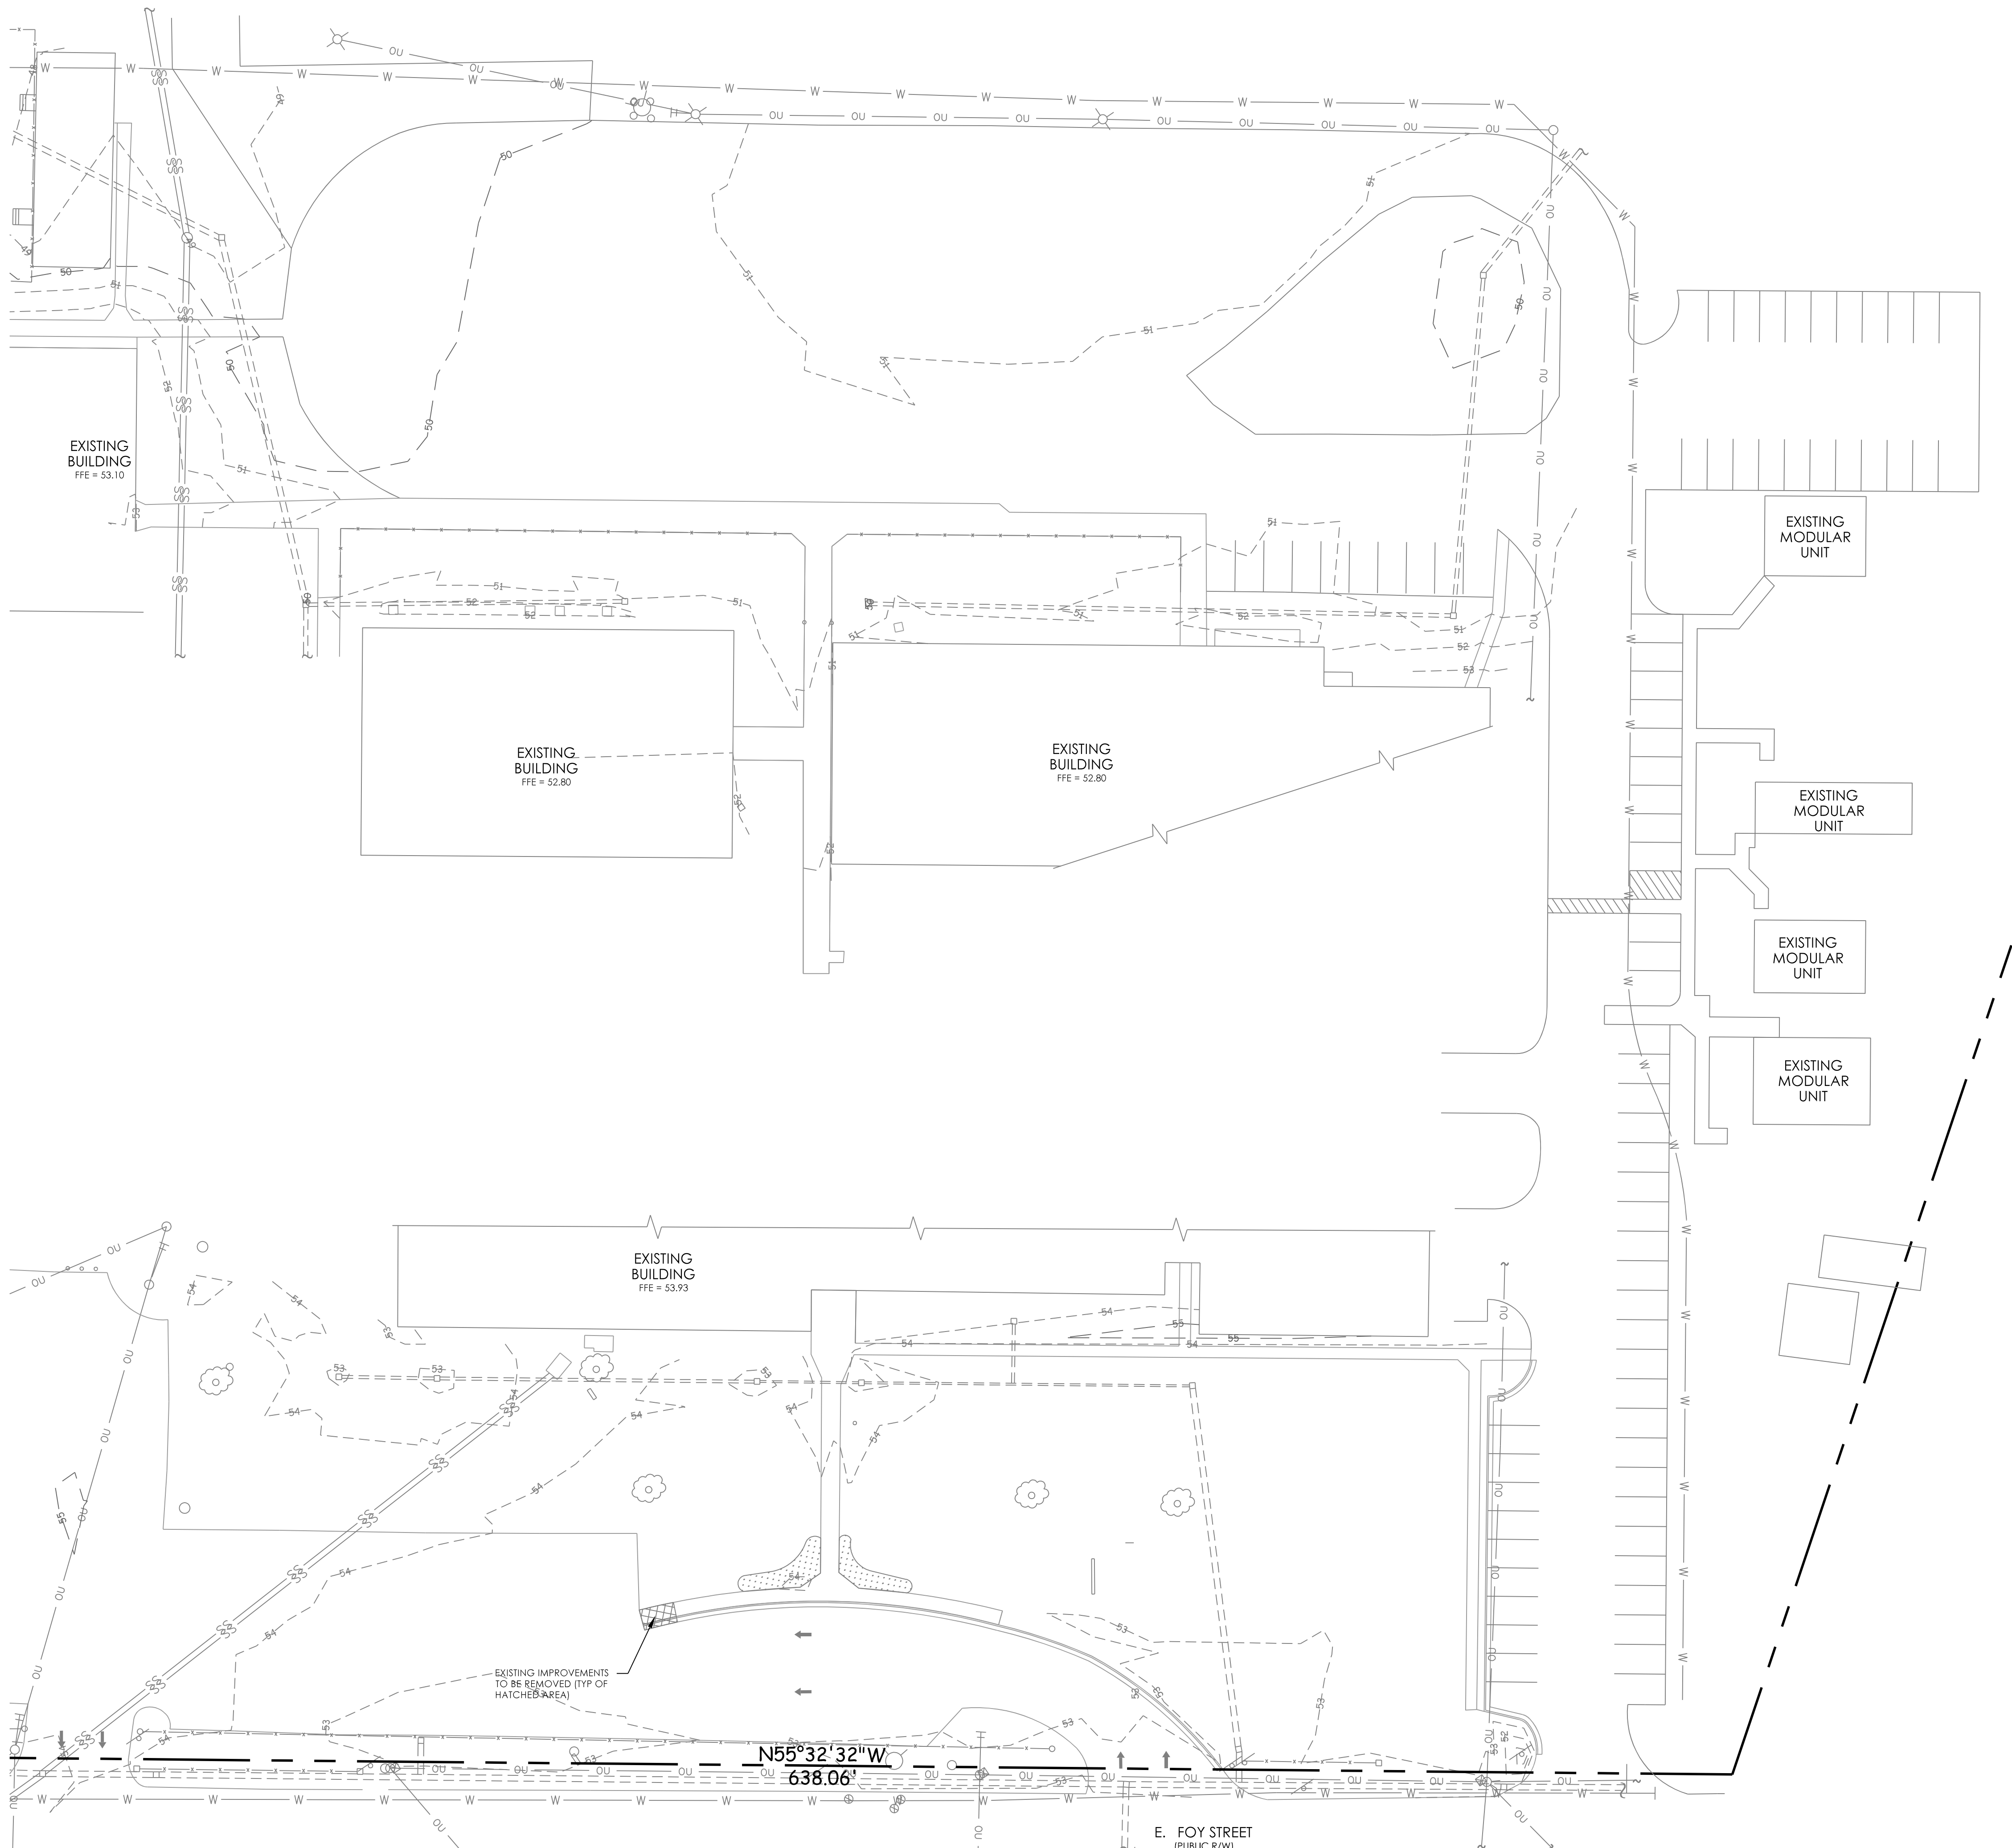 EXISTING
BUILDING
FFE = 53.10
EXISTING
MODULAR
UNIT
EXISTING
BUILDING
FFE = 52.80
EXISTING
BUILDING
FFE = 52.80
EXISTING
MODULAR
UNIT
EXISTING
MODULAR
UNIT
EXISTING
MODULAR
UNIT
EXISTING
BUILDING
FFE = 53.93
EXISTING IMPROVEMENTS
TO BE REMOVED (TYP OF
HATCHED AREA)
N55°32'32"W
638.06'
E. FOY STREET
(PUBLIC R/W)